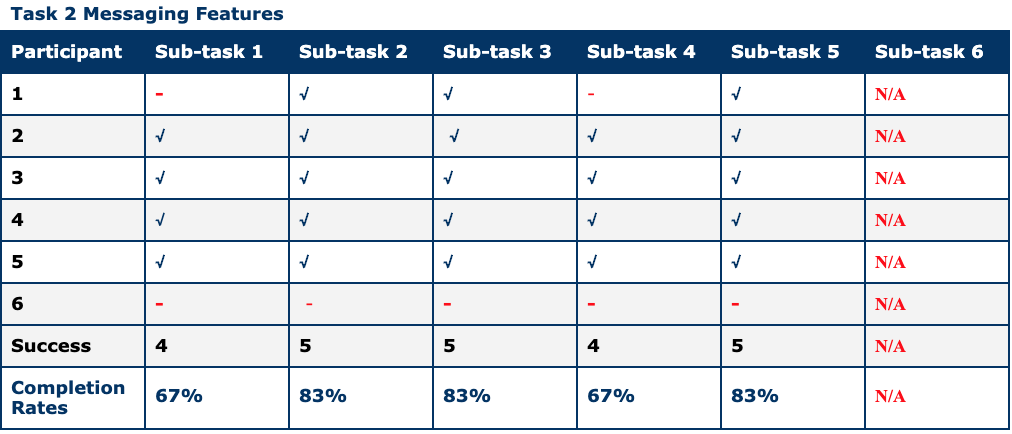 Task 2 Messaging Features
Participant Sub-task 1 Sub-task 2 Sub-task 3 Sub-task 4 Sub-task 5 Sub-task 6
1 - √ √ - √ N/A
2 √ √ √ √ √ N/A
3 √ √ √ √ √ N/A
4 √ √ √ √ √ N/A
5 √ √ √ √ √ N/A
6 - - - - - N/A
Success 4 5 5 4 5 N/A
Completion
Rates 67% 83% 83% 67% 83% N/A